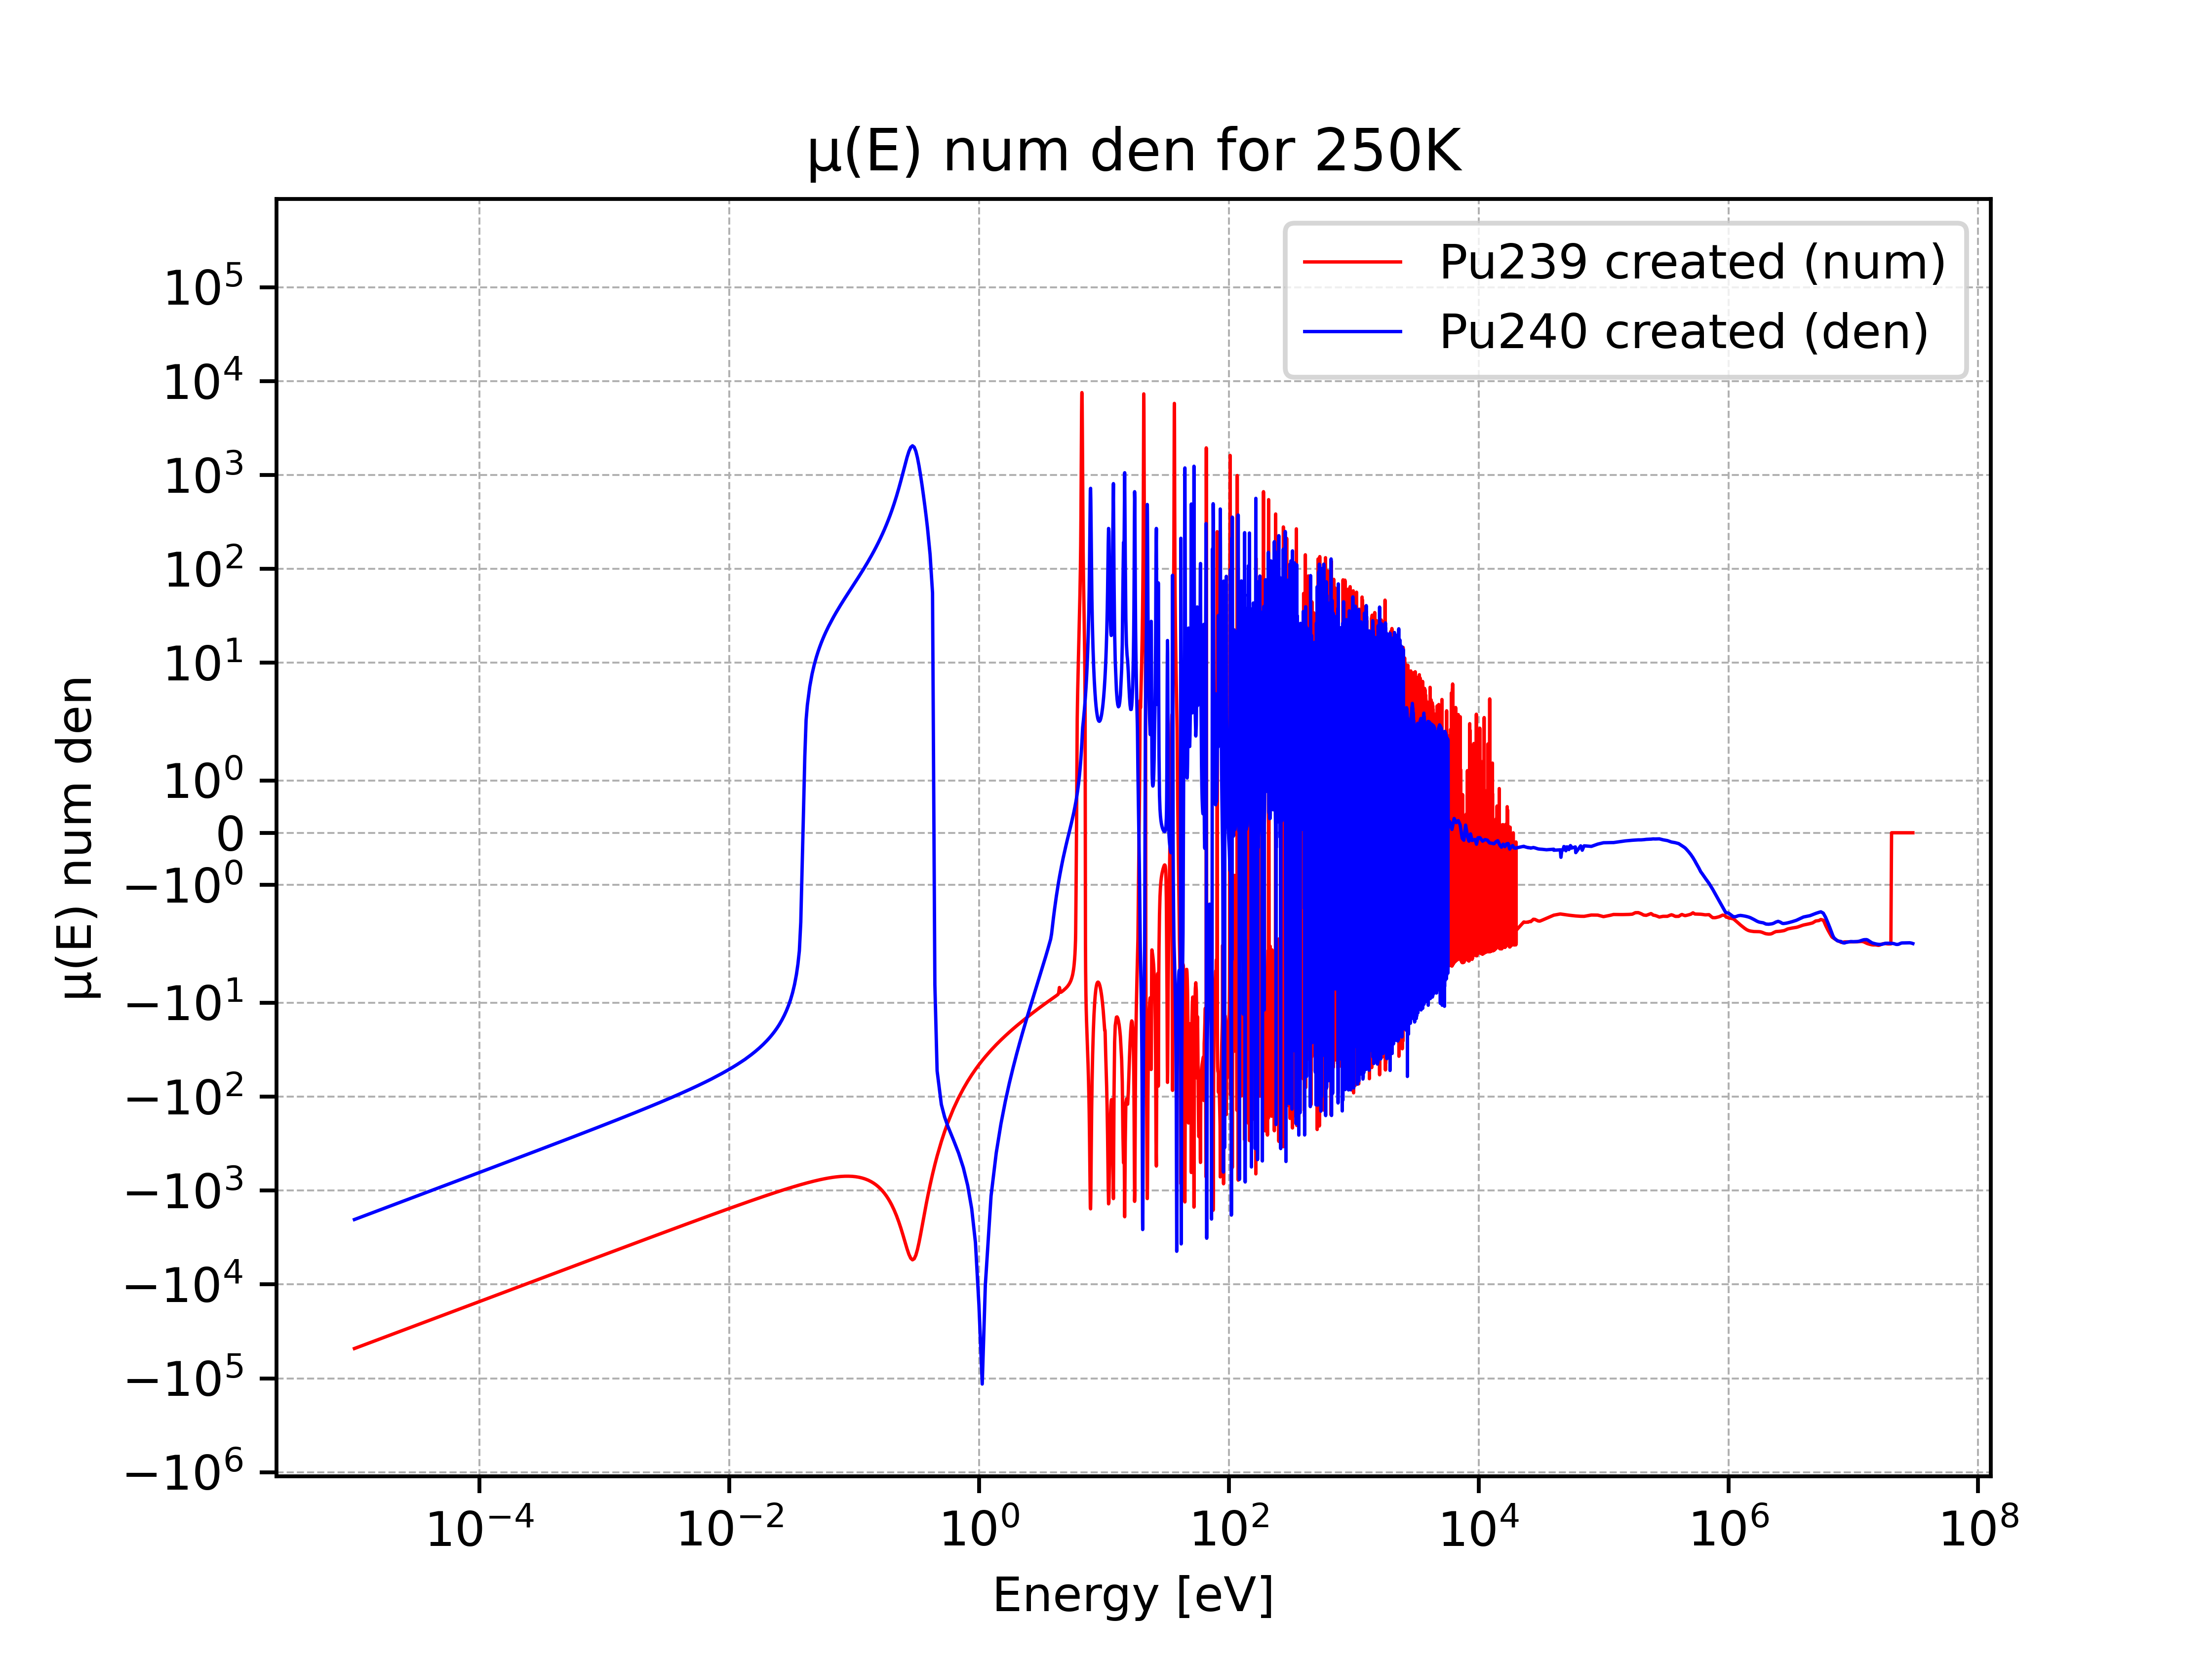 µ(E) num den for 250K
Pu239 created (num)
Pu240 created (den)
µ(E) num den
10⁵
10⁴
10³
10²
10¹
10⁰
0
−10⁰
−10¹
−10²
−10³
−10⁴
−10⁵
−10⁶
10⁻⁴ 10⁻² 10⁰ 10² 10⁴ 10⁶ 10⁸
Energy [eV]